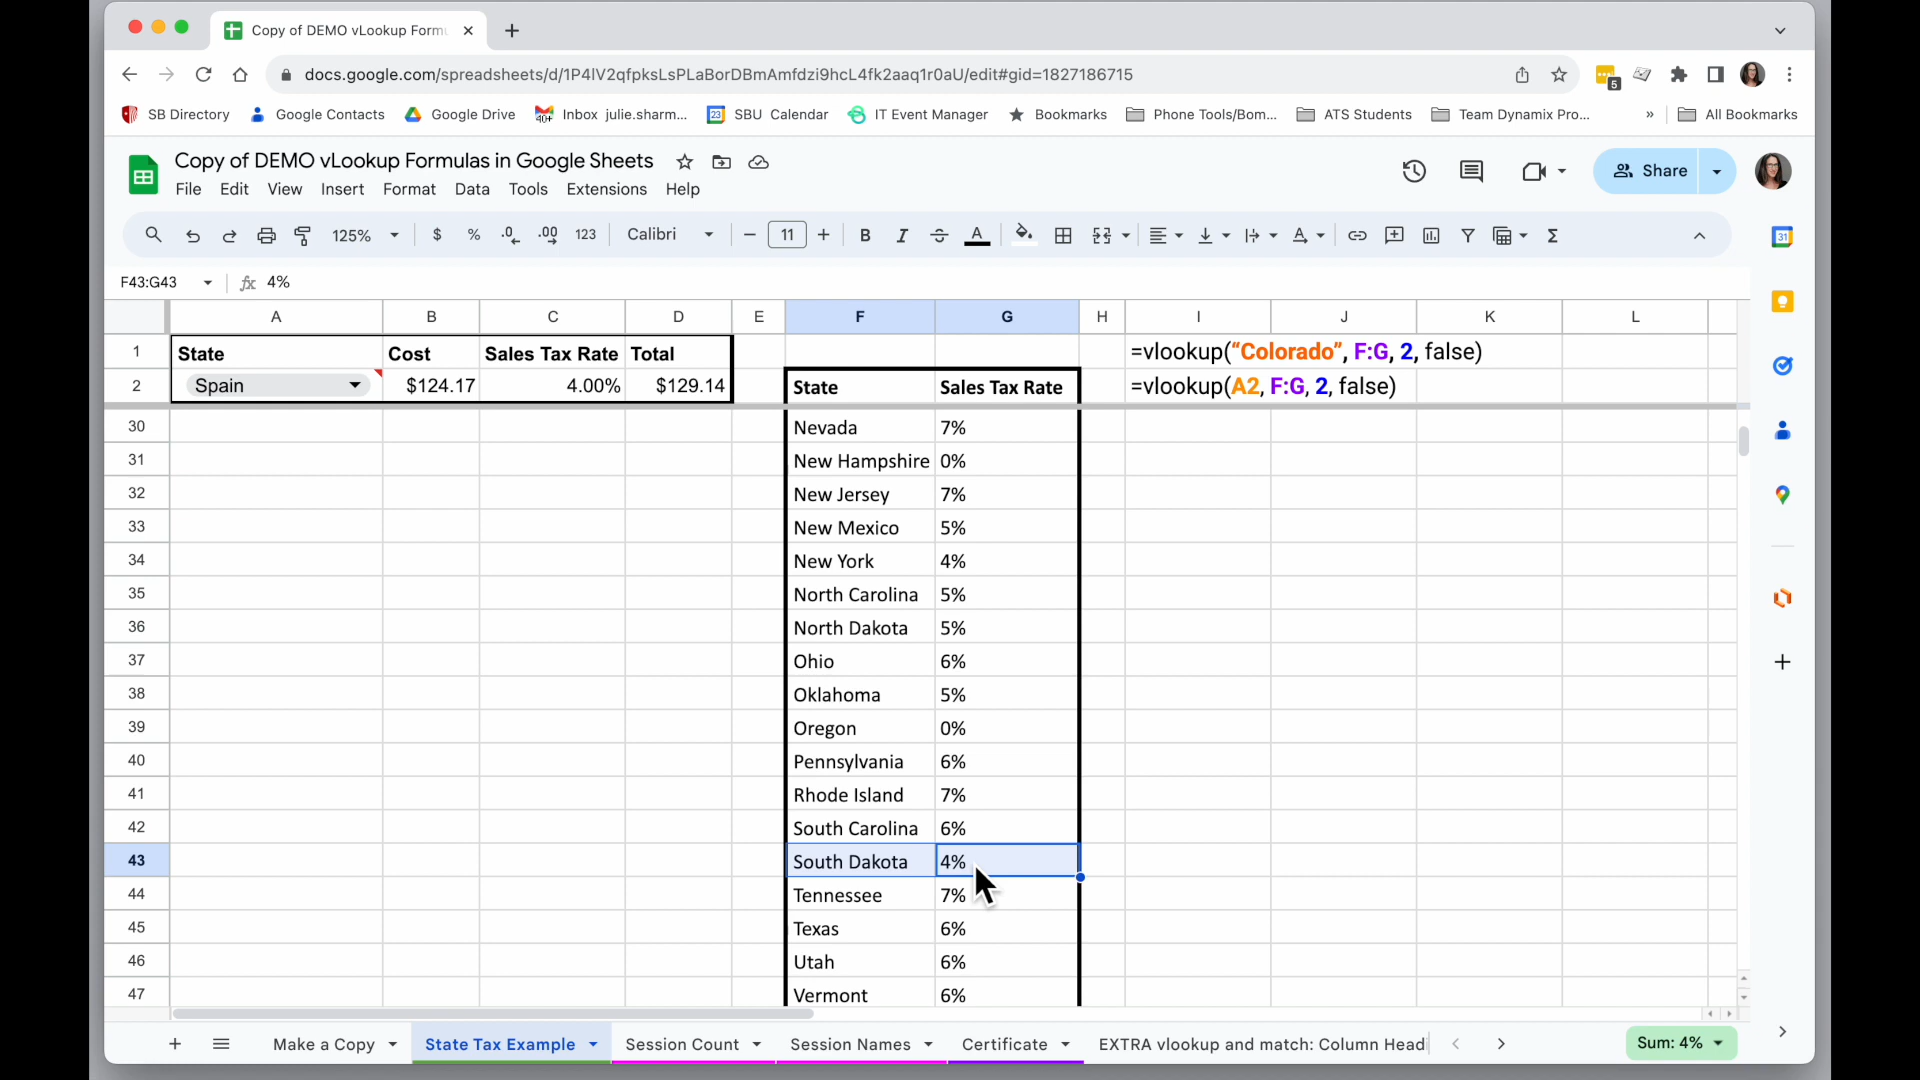 Copy of DEMO vLookup Form
docs.google.com/spreadsheets/d/1P4lV2qfpksLsPLaBorDBmAmfdzi9hcL4fk2aaq1r0aU/edit#gid=1827186715
5
SB Directory
Google Contacts
Google Drive
40+
Inbox julie.sharm...
23
SBU Calendar
IT Event Manager
Bookmarks
Phone Tools/Bom...
ATS Students
Team Dynamix Pro...
»
All Bookmarks
Copy of DEMO vLookup Formulas in Google Sheets
File Edit View Insert Format Data Tools Extensions Help
Share
125% $ % .0 .00 123 Calibri 11 B I A Σ
31
F43:G43 fx 4%
A B C D E F G H I J K L
1 State Cost Sales Tax Rate Total =vlookup(“Colorado”, F:G, 2, false)
2 Spain $124.17 4.00% $129.14 State Sales Tax Rate =vlookup(A2, F:G, 2, false)
30 Nevada 7%
31 New Hampshire 0%
32 New Jersey 7%
33 New Mexico 5%
34 New York 4%
35 North Carolina 5%
36 North Dakota 5%
37 Ohio 6%
38 Oklahoma 5%
39 Oregon 0%
40 Pennsylvania 6%
41 Rhode Island 7%
42 South Carolina 6%
43 South Dakota 4%
44 Tennessee 7%
45 Texas 6%
46 Utah 6%
47 Vermont 6%
Make a Copy
State Tax Example
Session Count
Session Names
Certificate
EXTRA vlookup and match: Column Headi
Sum: 4%